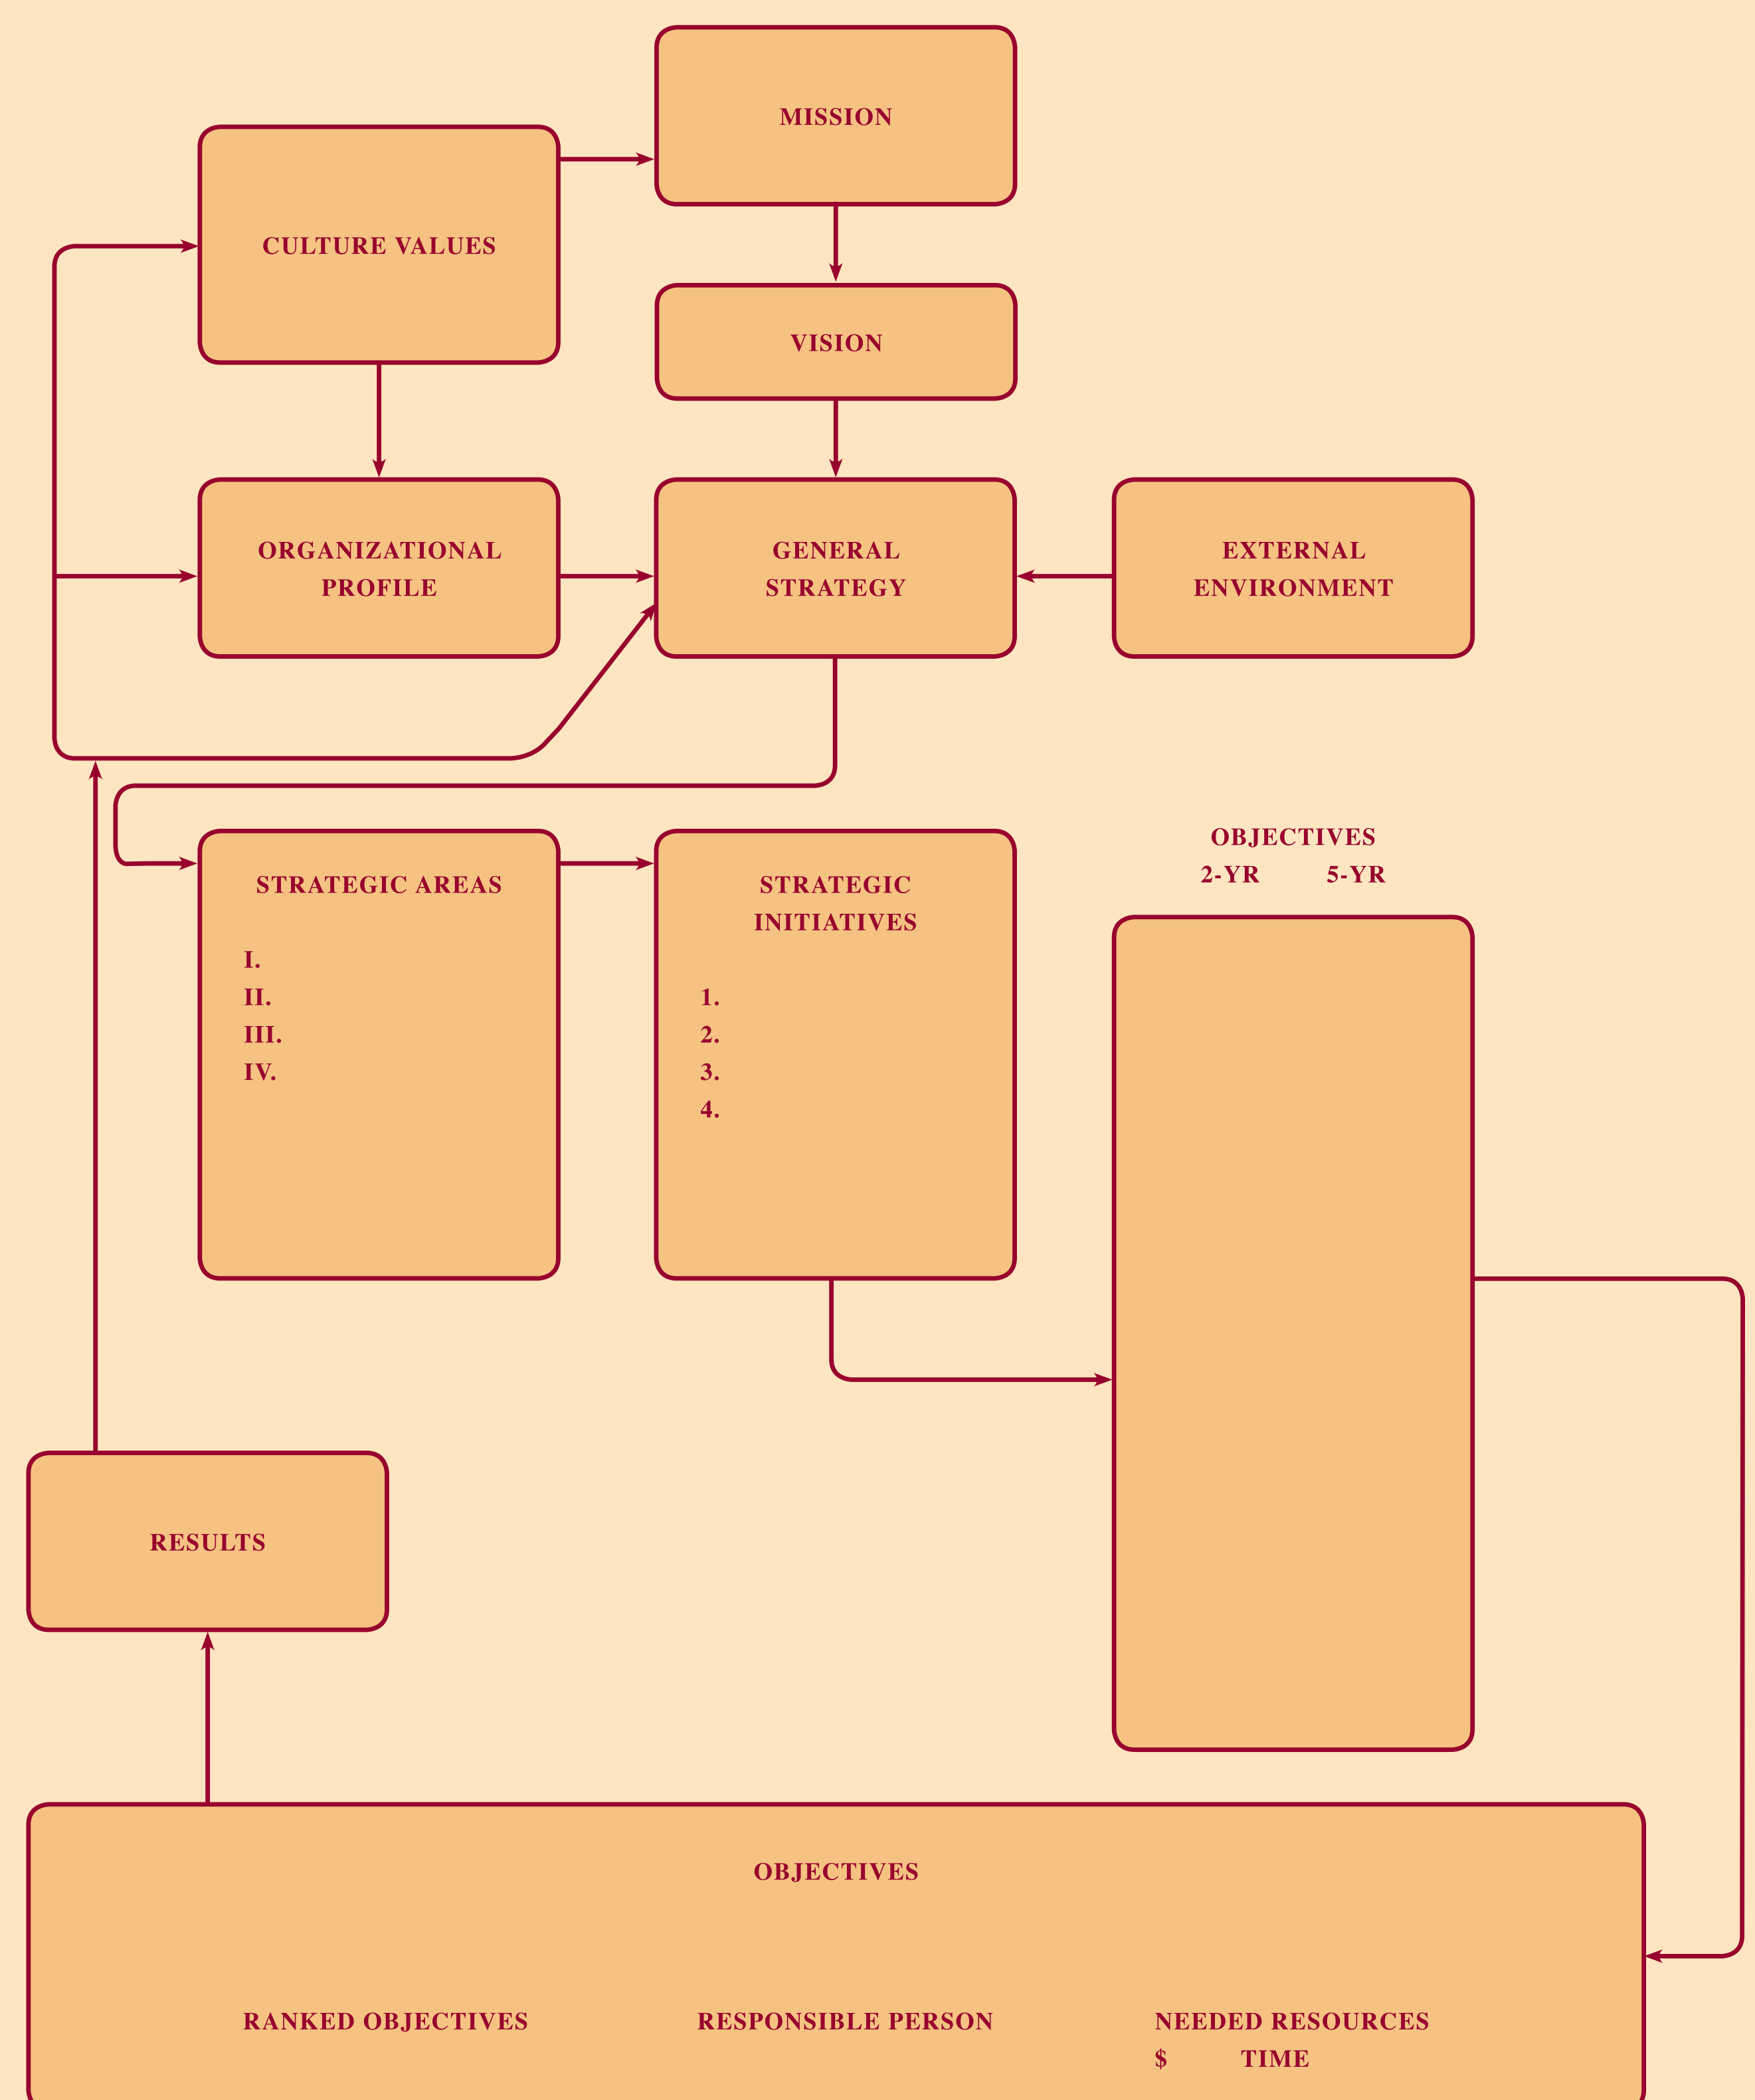 MISSION
CULTURE VALUES
VISION
ORGANIZATIONAL
PROFILE
GENERAL
STRATEGY
EXTERNAL
ENVIRONMENT
OBJECTIVES
2-YR 5-YR
STRATEGIC AREAS
I.
II.
III.
IV.
STRATEGIC
INITIATIVES
1.
2.
3.
4.
RESULTS
OBJECTIVES
RANKED OBJECTIVES
RESPONSIBLE PERSON
NEEDED RESOURCES
$ TIME